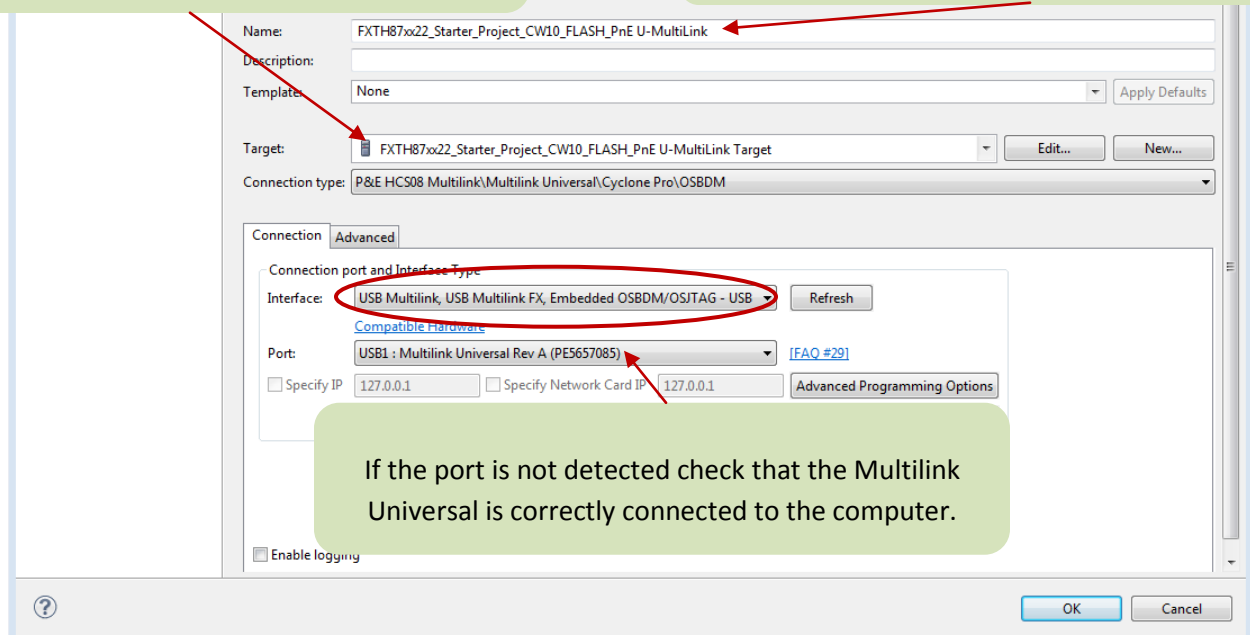 Name: FXTH87xx22_Starter_Project_CW10_FLASH_PnE U-MultiLink
Description:
Template: None Apply Defaults
Target: FXTH87xx22_Starter_Project_CW10_FLASH_PnE U-MultiLink Target Edit... New...
Connection type: P&E HCS08 Multilink\Multilink Universal\Cyclone Pro\OSBDM
Connection Advanced
Connection port and Interface Type
Interface: USB Multilink, USB Multilink FX, Embedded OSBDM/OSJTAG - USB Refresh
Compatible Hardware
Port: USB1 : Multilink Universal Rev A (PE5657085) [FAQ #29]
Specify IP 127.0.0.1 Specify Network Card IP 127.0.0.1 Advanced Programming Options
If the port is not detected check that the Multilink
Universal is correctly connected to the computer.
Enable logging
? OK Cancel